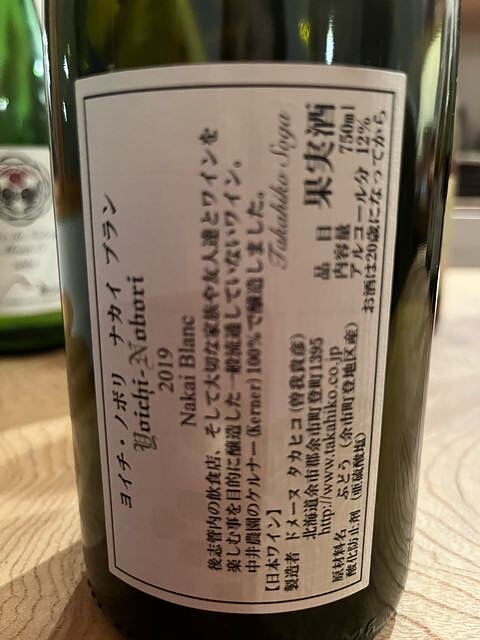 ヨイチ・ノボリ ナカイ ブラン
Yoichi-Nobori
2019
Nakai Blanc
後志管内の飲食店、そして大切な家族や友人達とワインを
楽しむ事を目的に醸造した一般流通していないワイン。
中井農園のケルナー(Kerner)100%で醸造しました。
Takahiko Soga
【日本ワイン】
製造者 ドメーヌ タカヒコ(曽我貴彦)
北海道余市郡余市町登町1395
http://www.takahiko.co.jp
原材料名 ぶどう(余市町登地区産)
酸化防止剤(亜硫酸塩)
品目 果実酒
内容量 750ml
アルコール分 12%
お酒は20歳になってから